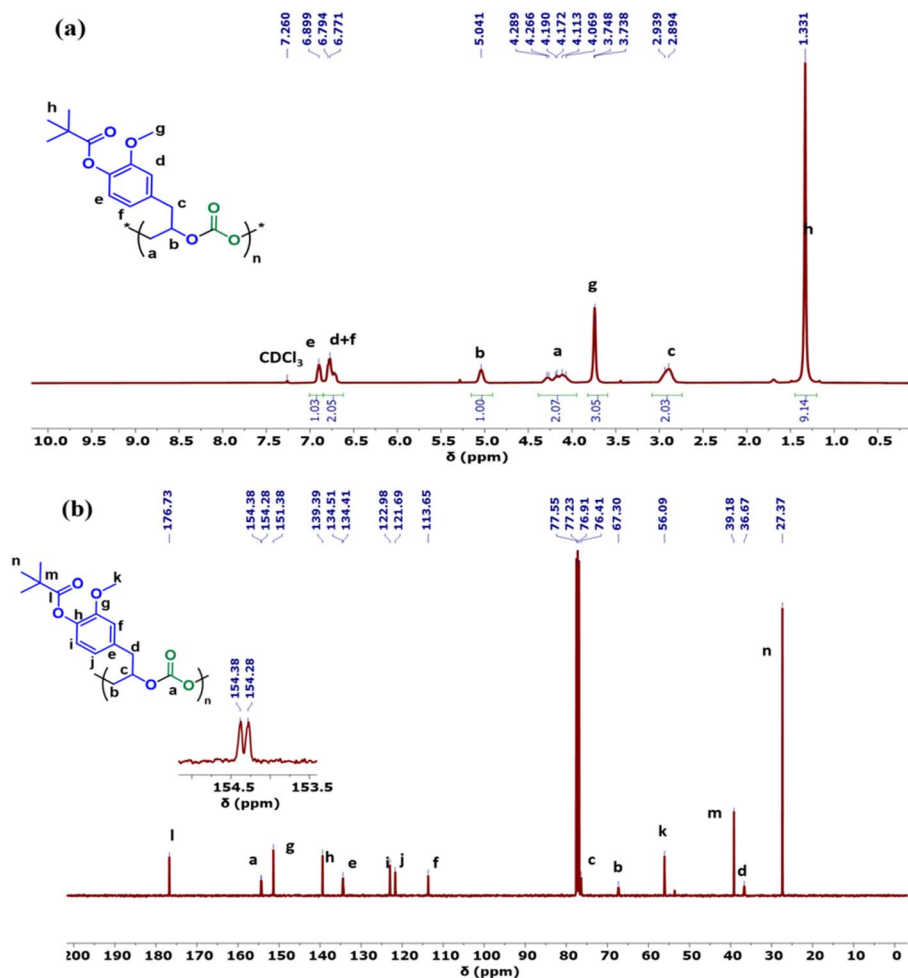 (a)
7.260
6.899
6.794
6.771
5.041
4.289
4.266
4.190
4.172
4.113
4.069
3.748
3.738
2.939
2.894
1.331
h
O
O
g
O
d
e
c
f
O
*
b
O
O
*
a
n
h
g
e
d+f
CDCl3
b
a
c
1.03
2.05
1.00
2.07
3.05
2.03
9.14
10.0 9.5 9.0 8.5 8.0 7.5 7.0 6.5 6.0 5.5 5.0 4.5 4.0 3.5 3.0 2.5 2.0 1.5 1.0 0.5
δ (ppm)
(b)
176.73
154.38
154.28
151.38
139.39
134.51
134.41
122.98
121.69
113.65
77.55
77.23
76.91
76.41
67.30
56.09
39.18
36.67
27.37
n
m
O
k
l
O
g
O
h
f
i
d
e
j
O
c
b
O
a
O
n
154.38
154.28
154.5 153.5
δ (ppm)
n
m
l
g
k
h
a
e
i
j
f
c
b
d
200 190 180 170 160 150 140 130 120 110 100 90 80 70 60 50 40 30 20 10 0
δ (ppm)